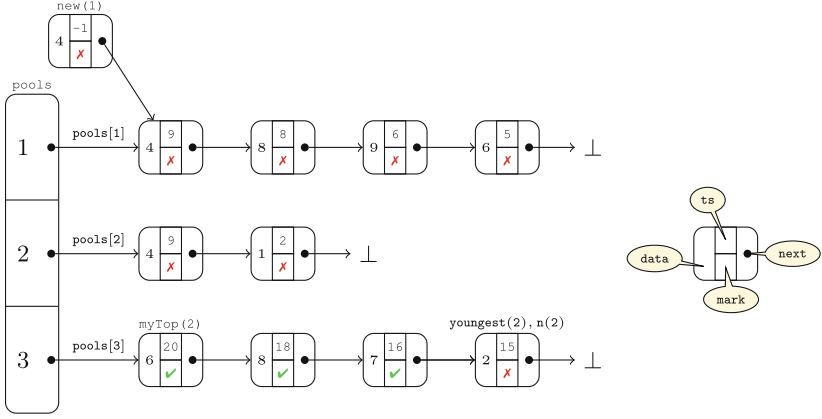 new(1)
4 -1 ✗
pools
1 pools[1] 4 9 ✗ 8 8 ✗ 9 6 ✗ 6 5 ✗ ⊥
2 pools[2] 4 9 ✗ 1 2 ✗ ⊥
myTop(2) youngest(2), n(2)
3 pools[3] 6 20 ✔ 8 18 ✔ 7 16 ✔ 2 15 ✗ ⊥
ts
data
next
mark